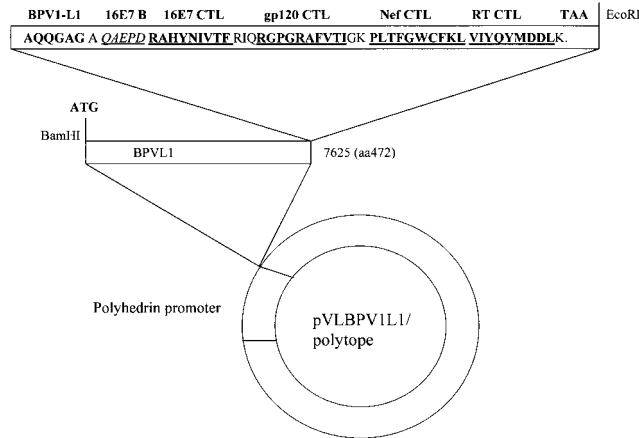 BPV1-L1 16E7 B 16E7 CTL gp120 CTL Nef CTL RT CTL TAA EcoRI
AQQGAG A QAEPD RAHYNIVTF RIQRGPGRAFVTIGK PLTFGWCFKL VIYQYMDDLK.
ATG
BamHI
BPVL1 7625 (aa472)
Polyhedrin promoter
pVLBPV1L1/
polytope